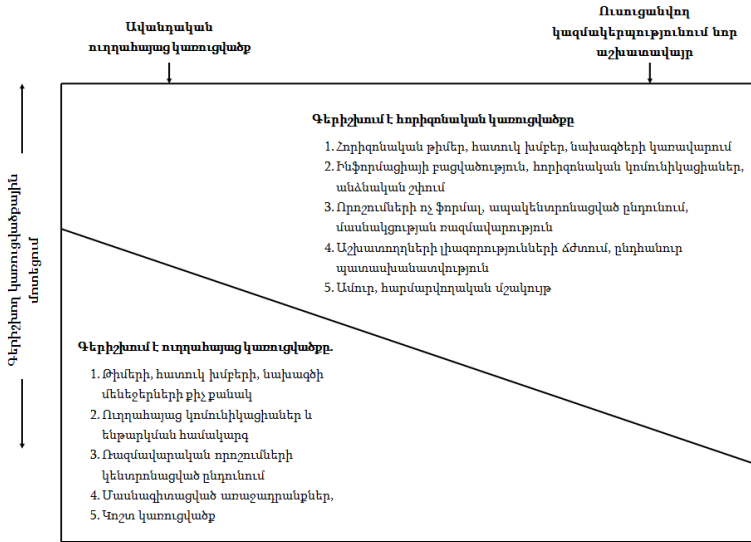 Ավանդական
ուղղահայաց կառուցվածք
Ուսուցանվող
կազմակերպությունում նոր
աշխատավայր
Գերիշխող կառուցվածքային
մոտեցում
Գերիշխում է հորիզոնական կառուցվածքը
1. Հորիզոնական թիմեր, հատուկ խմբեր, նախագծերի կառավարում
2. Ինֆորմացիայի բացվածություն, հորիզոնական կոմունիկացիաներ,
անձնական շփում
3. Որոշումների ոչ ֆորմալ, ապակենտրոնացված ընդունում,
մասնակցության ռազմավարություն
4. Աշխատողների լիազորությունների ճժտում, ընդհանուր
պատասխանատվություն
5. Ամուր, հարմարվողական մշակույթ
Գերիշխում է ուղղահայաց կառուցվածքը.
1. Թիմերի, հատուկ խմբերի, նախագծի
մենեջերների քիչ քանակ
2. Ուղղահայաց կոմունիկացիաներ և
ենթարկման համակարգ
3. Ռազմավարական որոշումների
կենտրոնացված ընդունում
4. Մասնագիտացված առաջադրանքներ,
5. Կոշտ կառուցվածք